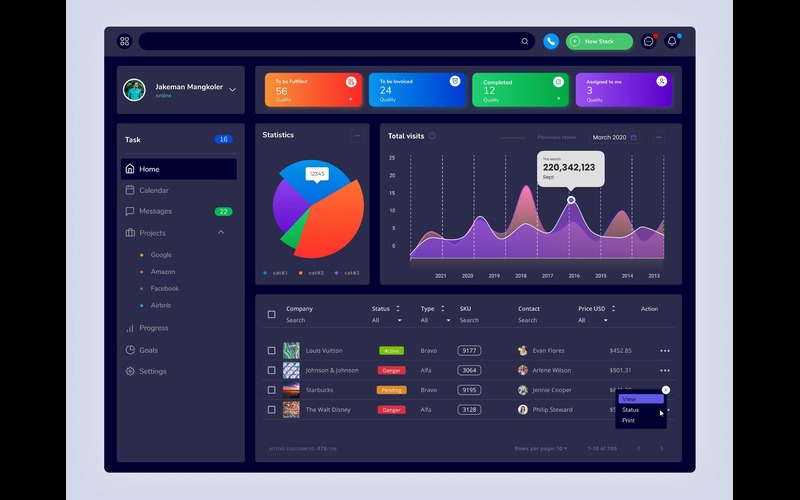 New Stack
Jakeman Mangkoler
online
To be Fulfilled
56
Quality
To be Invoiced
24
Quality
Completed
12
Quality
Assigned to me
3
Quality
Task
16
Home
Calendar
Messages
22
Projects
Google
Amazon
Facebook
Airbnb
Progress
Goals
Settings
Statistics
12345
cat#1 cat#2 cat#3
Total visits
Previous Month
March 2020
This Month
220,342,123
Sept
25
20
15
10
5
0
2021 2020 2019 2018 2017 2016 2015 2014 2013
Company Status Type SKU Contact Price USD Action
Search All All Search Search All
Louis Vuitton Active Bravo 9177 Evan Flores $452.85
Johnson & Johnson Danger Alfa 3064 Arlene Wilson $901.31
Starbucks Pending Bravo 9195 Jennie Cooper
The Walt Disney Danger Alfa 3128 Philip Steward
View
Status
Print
ACTIVE CUSTOMERS: 479/706
Rows per page: 10
1-10 of 706